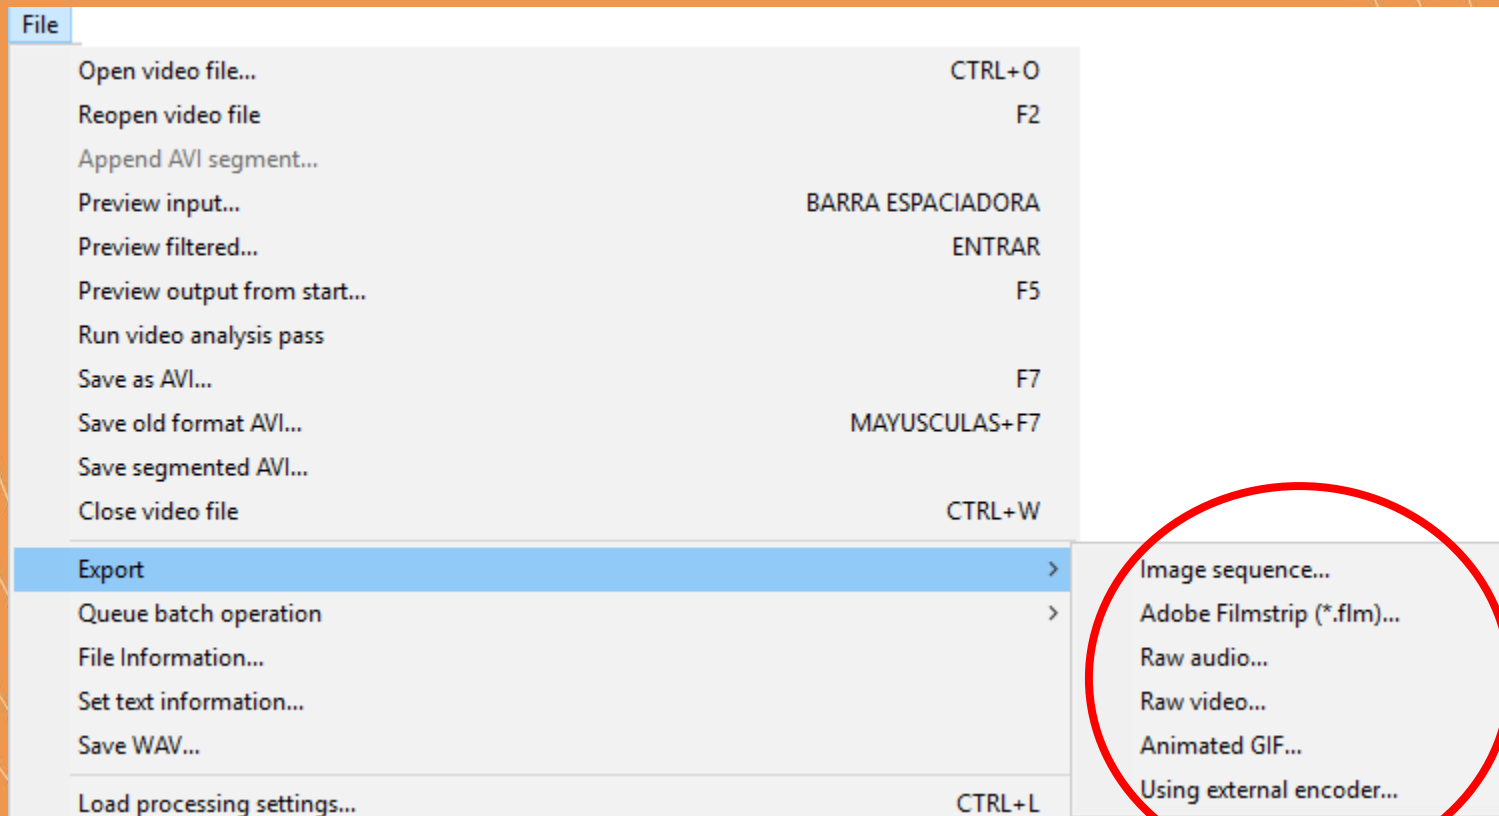 File
Open video file... CTRL+O
Reopen video file F2
Append AVI segment...
Preview input... BARRA ESPACIADORA
Preview filtered... ENTRAR
Preview output from start... F5
Run video analysis pass
Save as AVI... F7
Save old format AVI... MAYUSCULAS+F7
Save segmented AVI...
Close video file CTRL+W
Export >
Queue batch operation >
File Information...
Set text information...
Save WAV...
Load processing settings... CTRL+L
Image sequence...
Adobe Filmstrip (*.flm)...
Raw audio...
Raw video...
Animated GIF...
Using external encoder...